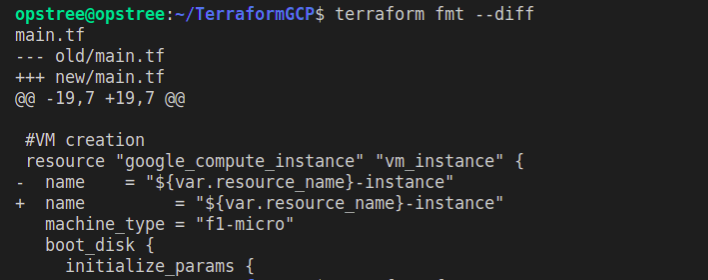 opstree@opstree:~/TerraformGCP$ terraform fmt --diff
main.tf
--- old/main.tf
+++ new/main.tf
@@ -19,7 +19,7 @@

 #VM creation
 resource "google_compute_instance" "vm_instance" {
-  name    = "${var.resource_name}-instance"
+  name         = "${var.resource_name}-instance"
   machine_type = "f1-micro"
   boot_disk {
     initialize_params {